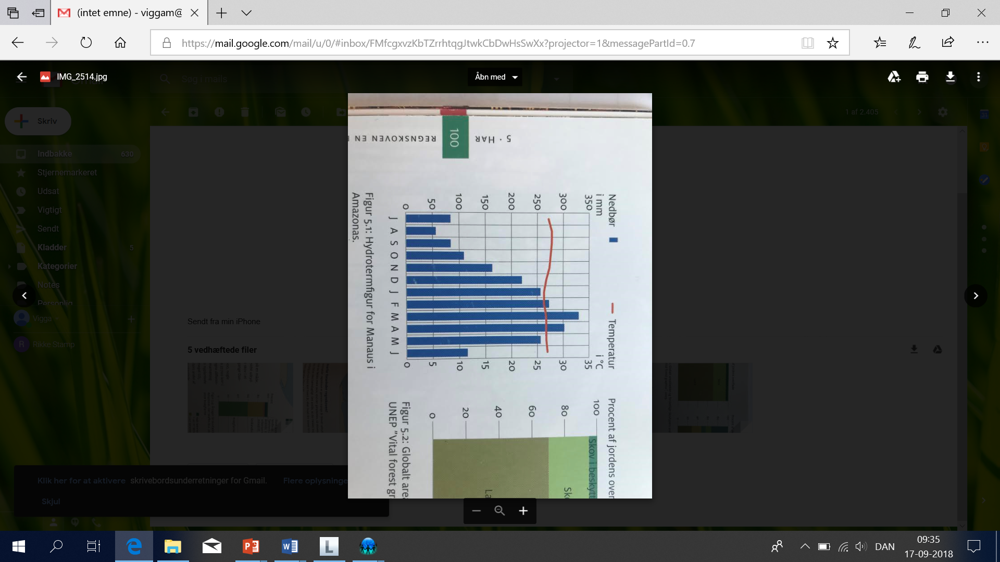 (intet emne) - viggam@
https://mail.google.com/mail/u/0/#inbox/FMfcgxvzKbTZrrhtqgJtwkCbDwHsSwXx?projector=1&messagePartId=0.7
IMG_2514.jpg
Søg i mails
Åbn med
Skriv
1 af 2.405
31
Indbakke 630
Stjernemarkeret
Udsat
Vigtigt
Sendt
Kladder 5
Kategorier
Notes
Personlig
Vigga
R Rikke Stamp
Sendt fra min iPhone
5 vedhæftede filer
100
5 · HAR REGNSKOVEN EN
Nedbør Temperatur
i mm i °C
350 35
300 30
250 25
200 20
150 15
100 10
50 5
0 0
J A S O N D J F M A M J
Figur 5.1: Hydrotermfigur for Manaus i
Amazonas.
Procent af jordens over
100
80
60
40
20
0
Skov i beskytt
Sk
La
Figur 5.2: Globalt area
UNEP "Vital forest gr
Klik her for at aktivere skrivebordsunderretninger for Gmail. Flere oplysninge
Skjul
DAN
09:35
17-09-2018